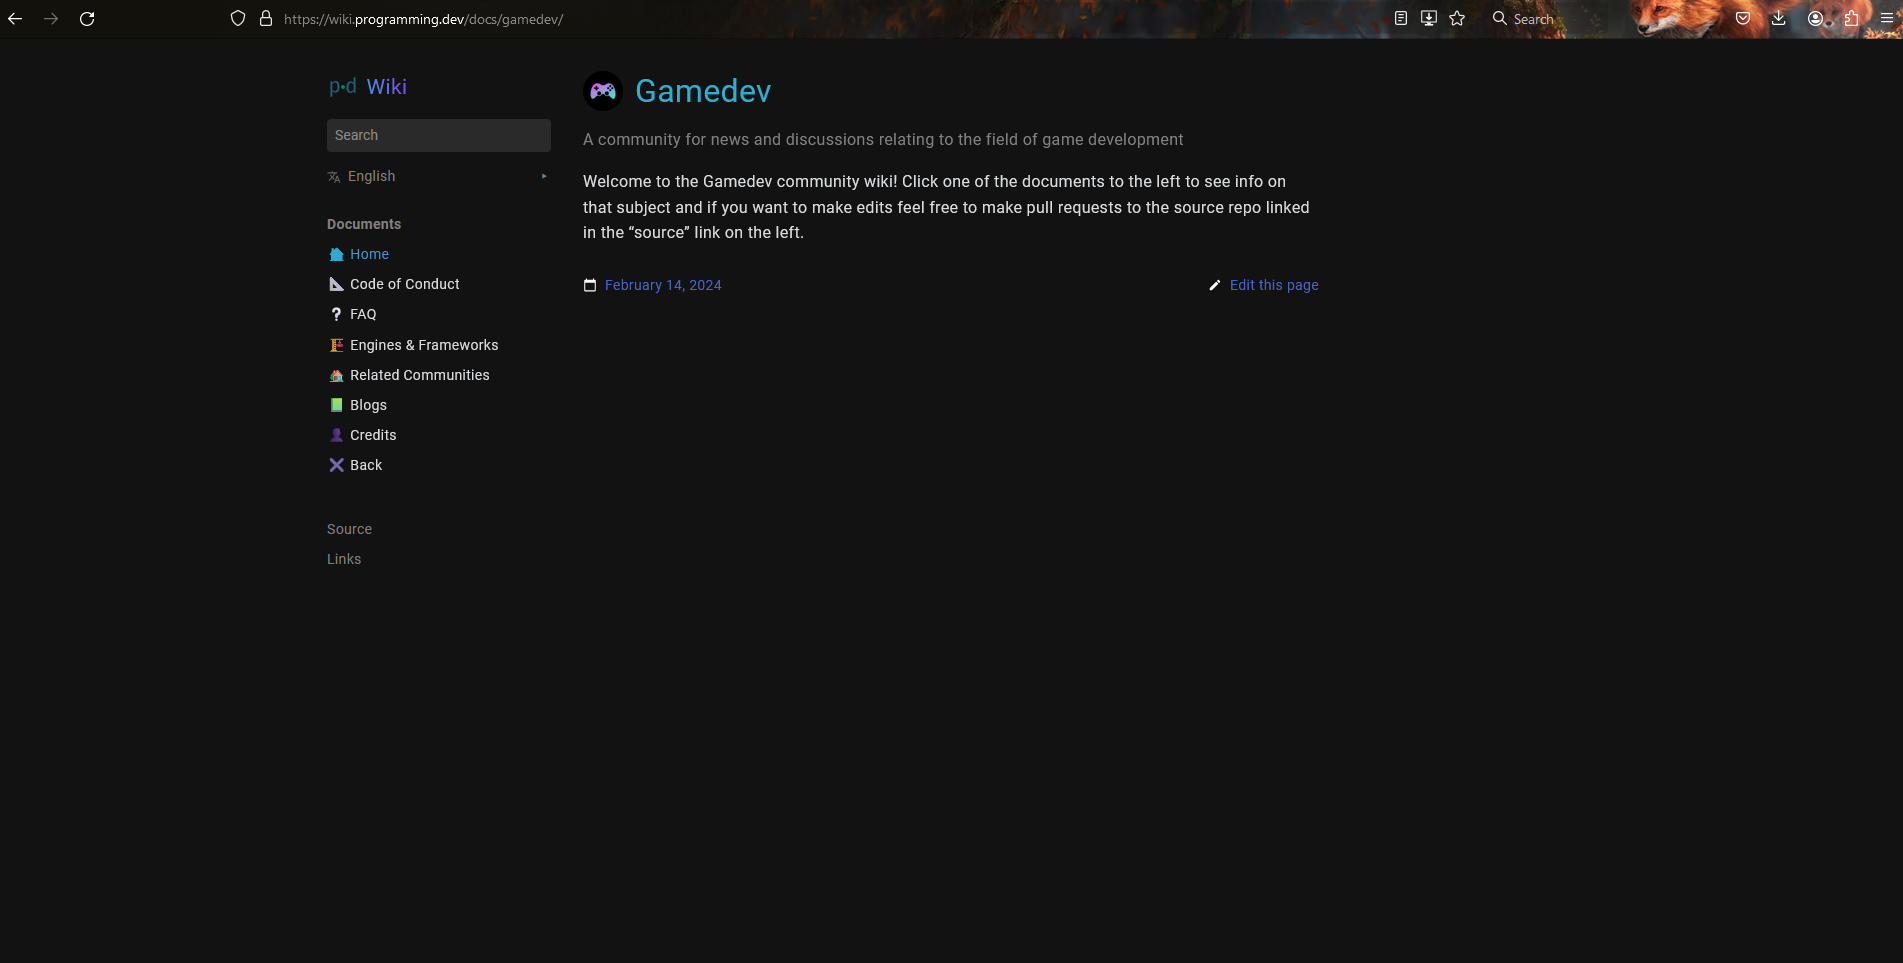 https://wiki.programming.dev/docs/gamedev/
Search
p·d Wiki
Search
English
Documents
Home
Code of Conduct
FAQ
Engines & Frameworks
Related Communities
Blogs
Credits
Back
Source
Links
Gamedev
A community for news and discussions relating to the field of game development
Welcome to the Gamedev community wiki! Click one of the documents to the left to see info on
that subject and if you want to make edits feel free to make pull requests to the source repo linked
in the “source” link on the left.
February 14, 2024
Edit this page